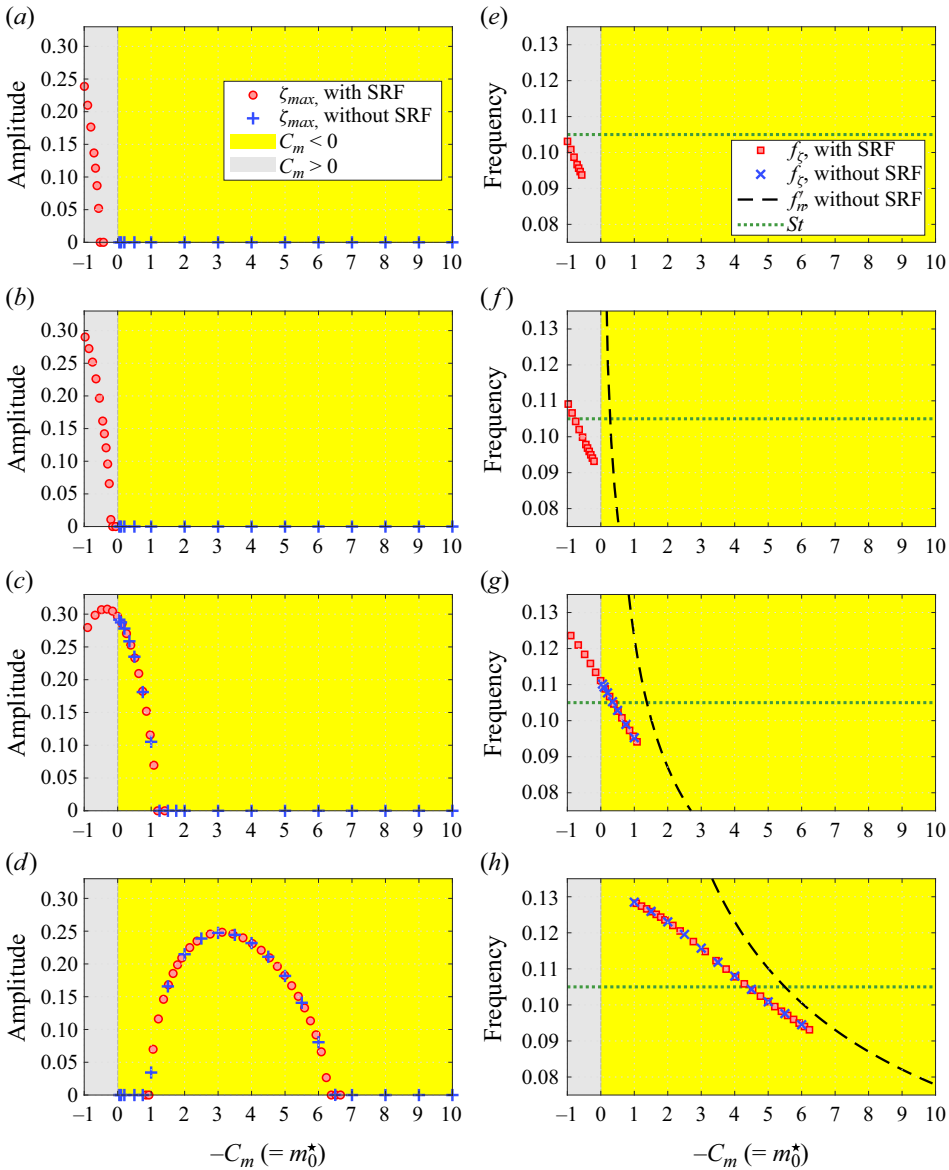 (a)
(e)
Amplitude
0.30
0.25
0.20
0.15
0.10
0.05
0
–1 0 1 2 3 4 5 6 7 8 9 10
ζmax, with SRF
ζmax, without SRF
Cm < 0
Cm > 0
Frequency
0.13
0.12
0.11
0.10
0.09
0.08
–1 0 1 2 3 4 5 6 7 8 9 10
fζ, with SRF
fζ, without SRF
f′n, without SRF
St
(b)
(f)
Amplitude
0.30
0.25
0.20
0.15
0.10
0.05
0
–1 0 1 2 3 4 5 6 7 8 9 10
Frequency
0.13
0.12
0.11
0.10
0.09
0.08
–1 0 1 2 3 4 5 6 7 8 9 10
(c)
(g)
Amplitude
0.30
0.25
0.20
0.15
0.10
0.05
0
–1 0 1 2 3 4 5 6 7 8 9 10
Frequency
0.13
0.12
0.11
0.10
0.09
0.08
–1 0 1 2 3 4 5 6 7 8 9 10
(d)
(h)
Amplitude
0.30
0.25
0.20
0.15
0.10
0.05
0
–1 0 1 2 3 4 5 6 7 8 9 10
–Cm (= m0★)
Frequency
0.13
0.12
0.11
0.10
0.09
0.08
–1 0 1 2 3 4 5 6 7 8 9 10
–Cm (= m0★)